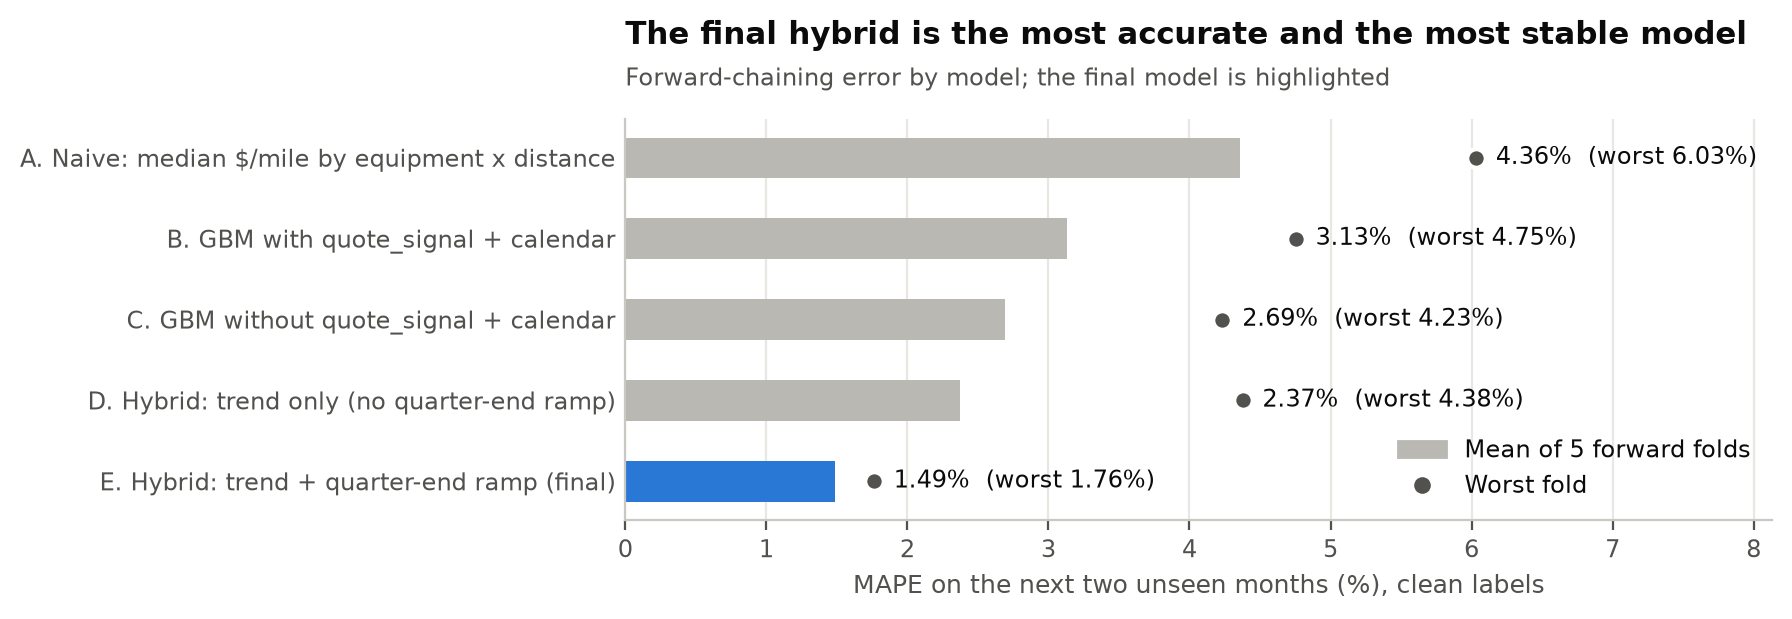 The final hybrid is the most accurate and the most stable model
Forward-chaining error by model; the final model is highlighted
A. Naive: median $/mile by equipment x distance
4.36% (worst 6.03%)
B. GBM with quote_signal + calendar
3.13% (worst 4.75%)
C. GBM without quote_signal + calendar
2.69% (worst 4.23%)
D. Hybrid: trend only (no quarter-end ramp)
2.37% (worst 4.38%)
E. Hybrid: trend + quarter-end ramp (final)
1.49% (worst 1.76%)
Mean of 5 forward folds
Worst fold
0 1 2 3 4 5 6 7 8
MAPE on the next two unseen months (%), clean labels